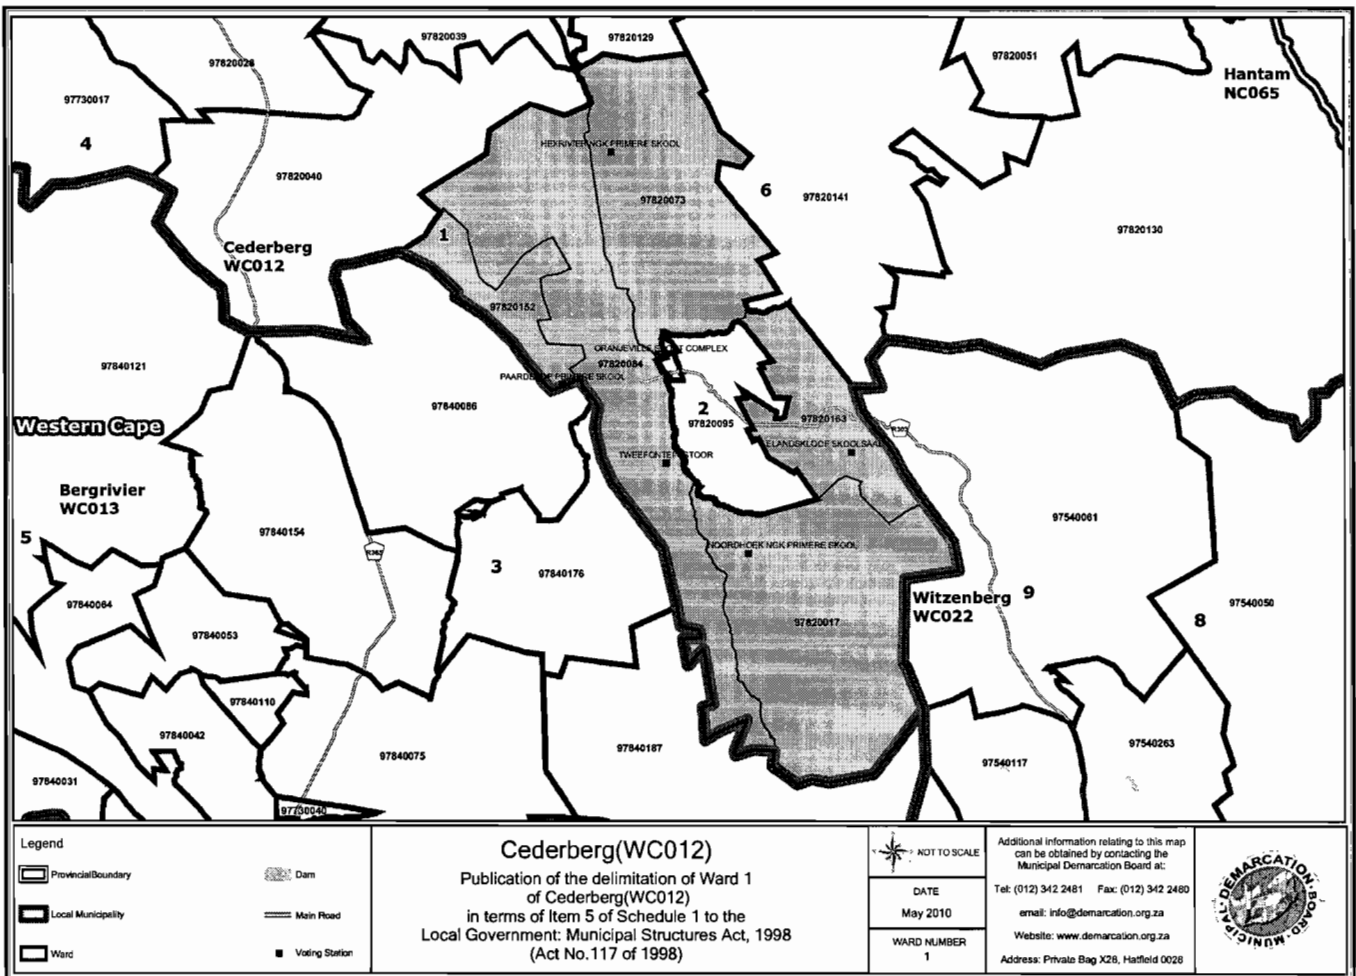 97820039
97820129
97820028
97820051
Hantam
NC065
97730017
4
HEXRIVIER NGK PRIMERE SKOOL
97820040
6
97820073
97820141
97820130
1
Cederberg
WC012
97820152
ORANJEVILLE SPORT COMPLEX
97840121
97820084
PAARDEKOP PRIMERE SKOOL
97840086
2
97820095
97820163
R303
Western Cape
ELANDSKLOOF SKOOLSAAL
TWEEFONTEIN STOOR
Bergrivier
WC013
97540061
5
97840154
R365
NOORDHOEK NGK PRIMERE SKOOL
3
97840176
Witzenberg
WC022
9
97840064
97540050
97820017
8
97840053
97840110
97840042
97840187
97540263
97840075
97540117
97840031
97730040
Legend
ProvincialBoundary
Dam
Local Municipality
Main Road
Ward
Voting Station
Cederberg(WC012)
Publication of the delimitation of Ward 1
of Cederberg(WC012)
in terms of Item 5 of Schedule 1 to the
Local Government: Municipal Structures Act, 1998
(Act No.117 of 1998)
NOT TO SCALE
DATE
May 2010
WARD NUMBER
1
Additional information relating to this map
can be obtained by contacting the
Municipal Demarcation Board at:
Tel: (012) 342 2481 Fax: (012) 342 2480
email: info@demarcation.org.za
Website: www.demarcation.org.za
Address: Private Bag X28, Hatfield 0028
MUNICIPAL DEMARCATION BOARD